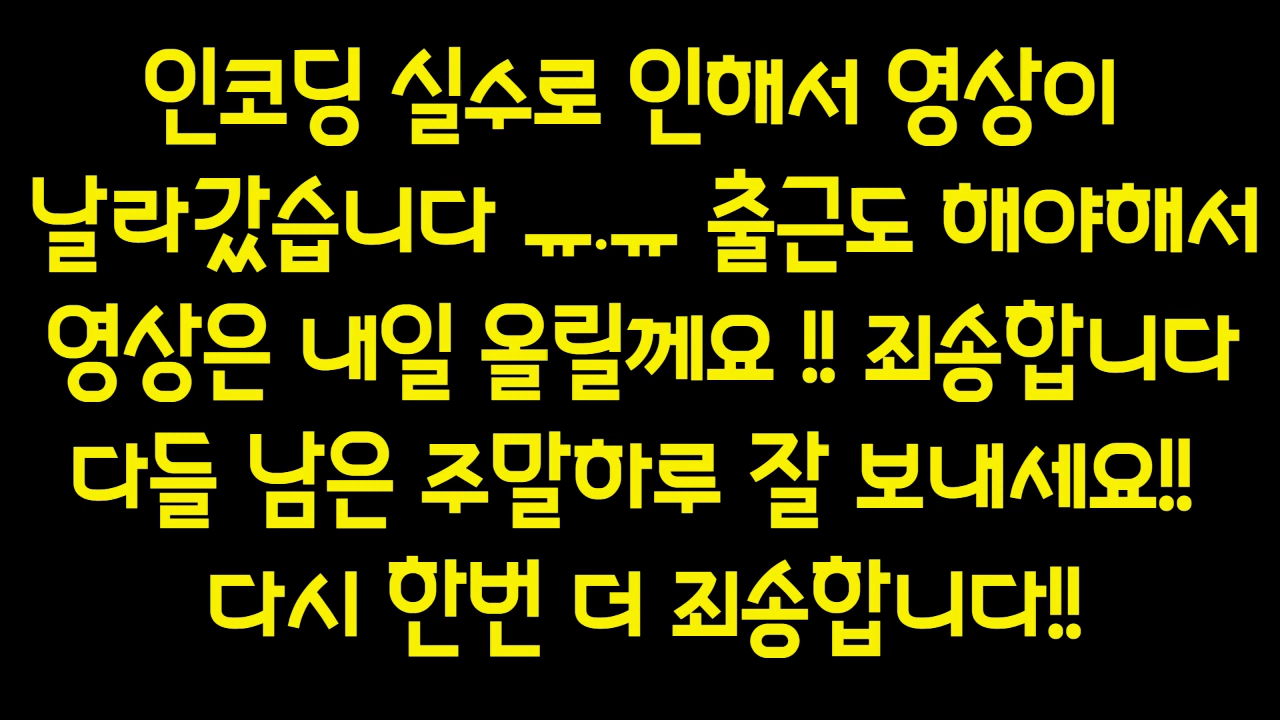 인코딩 실수로 인해서 영상이
날라갔습니다 ㅠ.ㅠ 출근도 해야해서
영상은 내일 올릴께요 !! 죄송합니다
다들 남은 주말하루 잘 보내세요!!
다시 한번 더 죄송합니다!!